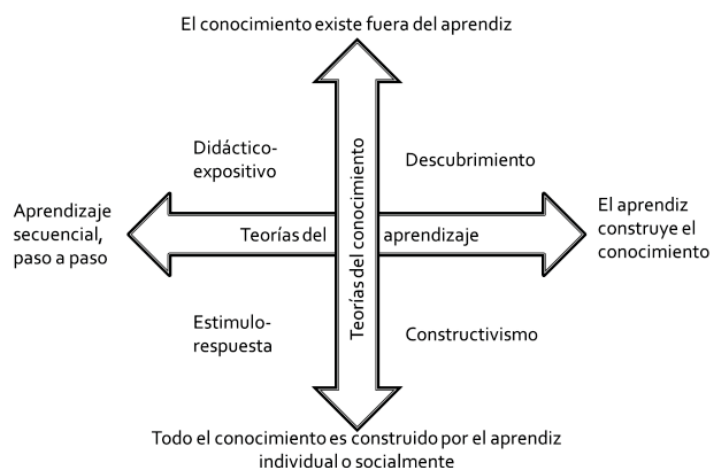 El conocimiento existe fuera del aprendiz
Didáctico-
expositivo
Descubrimiento
Aprendizaje
secuencial,
paso a paso
Teorías del aprendizaje
Teorías del conocimiento
El aprendiz
construye el
conocimiento
Estimulo-
respuesta
Constructivismo
Todo el conocimiento es construido por el aprendiz
individual o socialmente